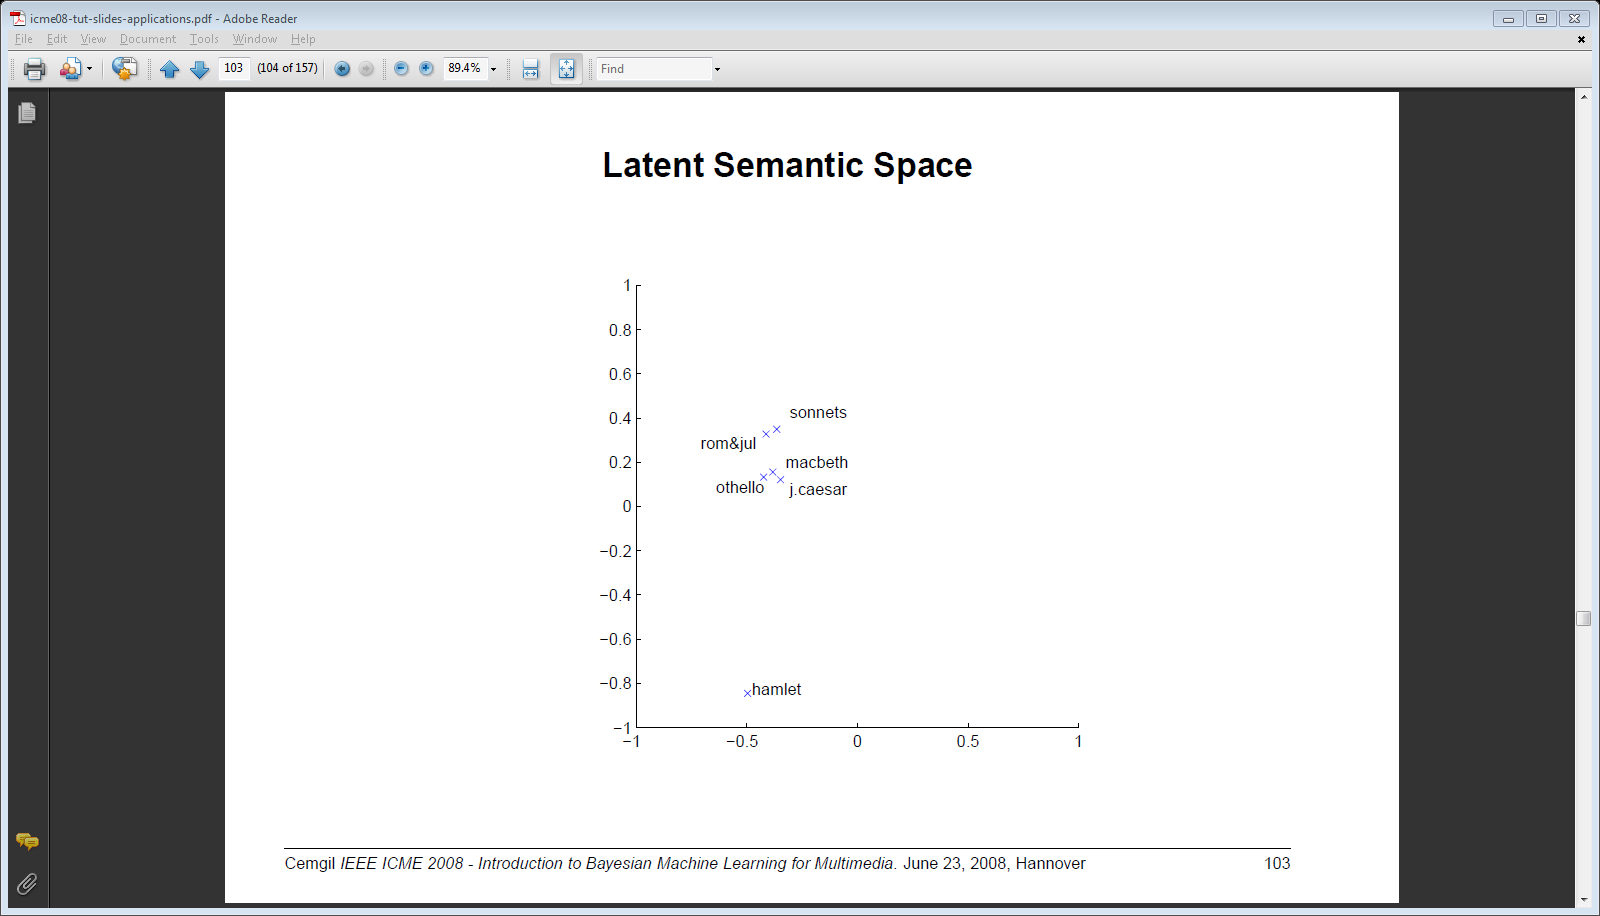 icme08-tut-slides-applications.pdf - Adobe Reader
File Edit View Document Tools Window Help
103 (104 of 157) 89.4% Find
Latent Semantic Space
1
0.8
0.6
0.4
0.2
0
−0.2
−0.4
−0.6
−0.8
−1
sonnets
rom&jul
macbeth
othello
j.caesar
hamlet
−1 −0.5 0 0.5 1
Cemgil IEEE ICME 2008 - Introduction to Bayesian Machine Learning for Multimedia. June 23, 2008, Hannover 103